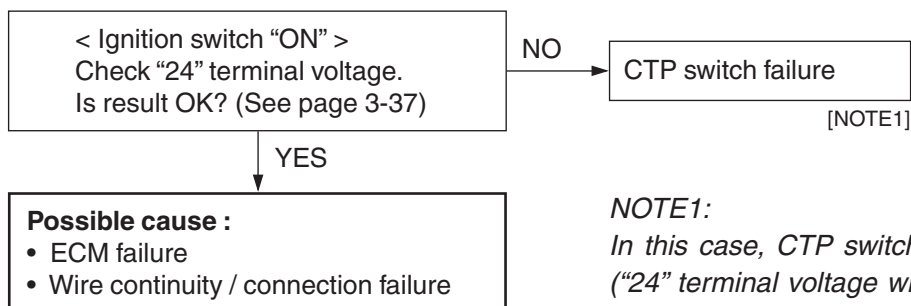 < Ignition switch “ON” >
Check “24” terminal voltage.
Is result OK? (See page 3-37)
NO
CTP switch failure
[NOTE1]
YES
Possible cause :
• ECM failure
• Wire continuity / connection failure
NOTE1:
In this case, CTP switch
(“24” terminal voltage